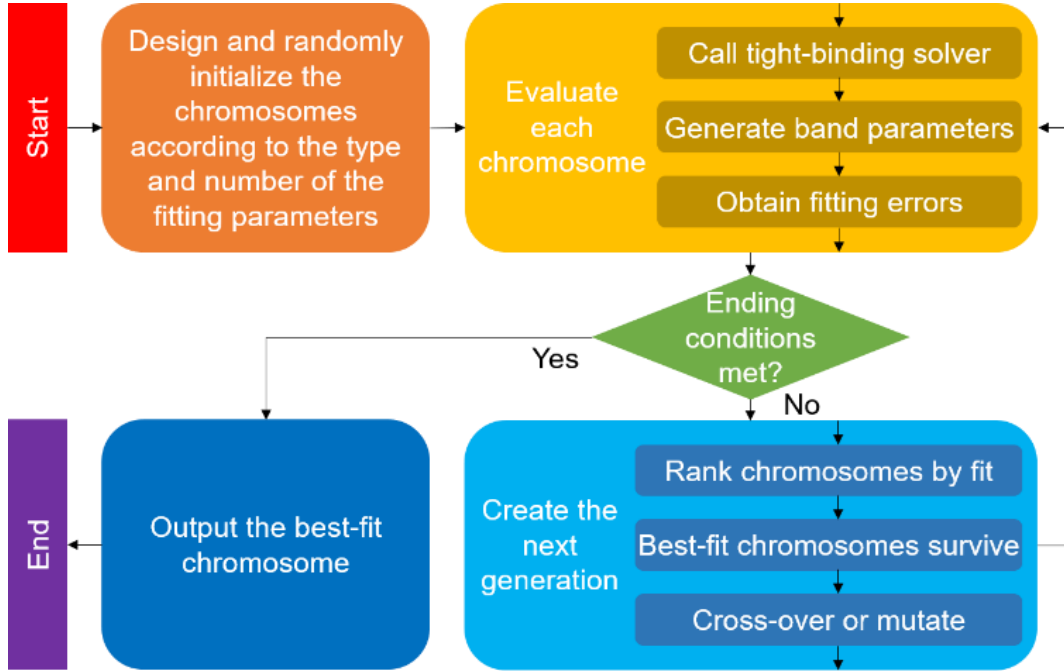 Start
Design and randomly
initialize the
chromosomes
according to the type
and number of the
fitting parameters
Evaluate
each
chromosome
Call tight-binding solver
Generate band parameters
Obtain fitting errors
Ending
conditions
met?
Yes
No
End
Output the best-fit
chromosome
Create the
next
generation
Rank chromosomes by fit
Best-fit chromosomes survive
Cross-over or mutate